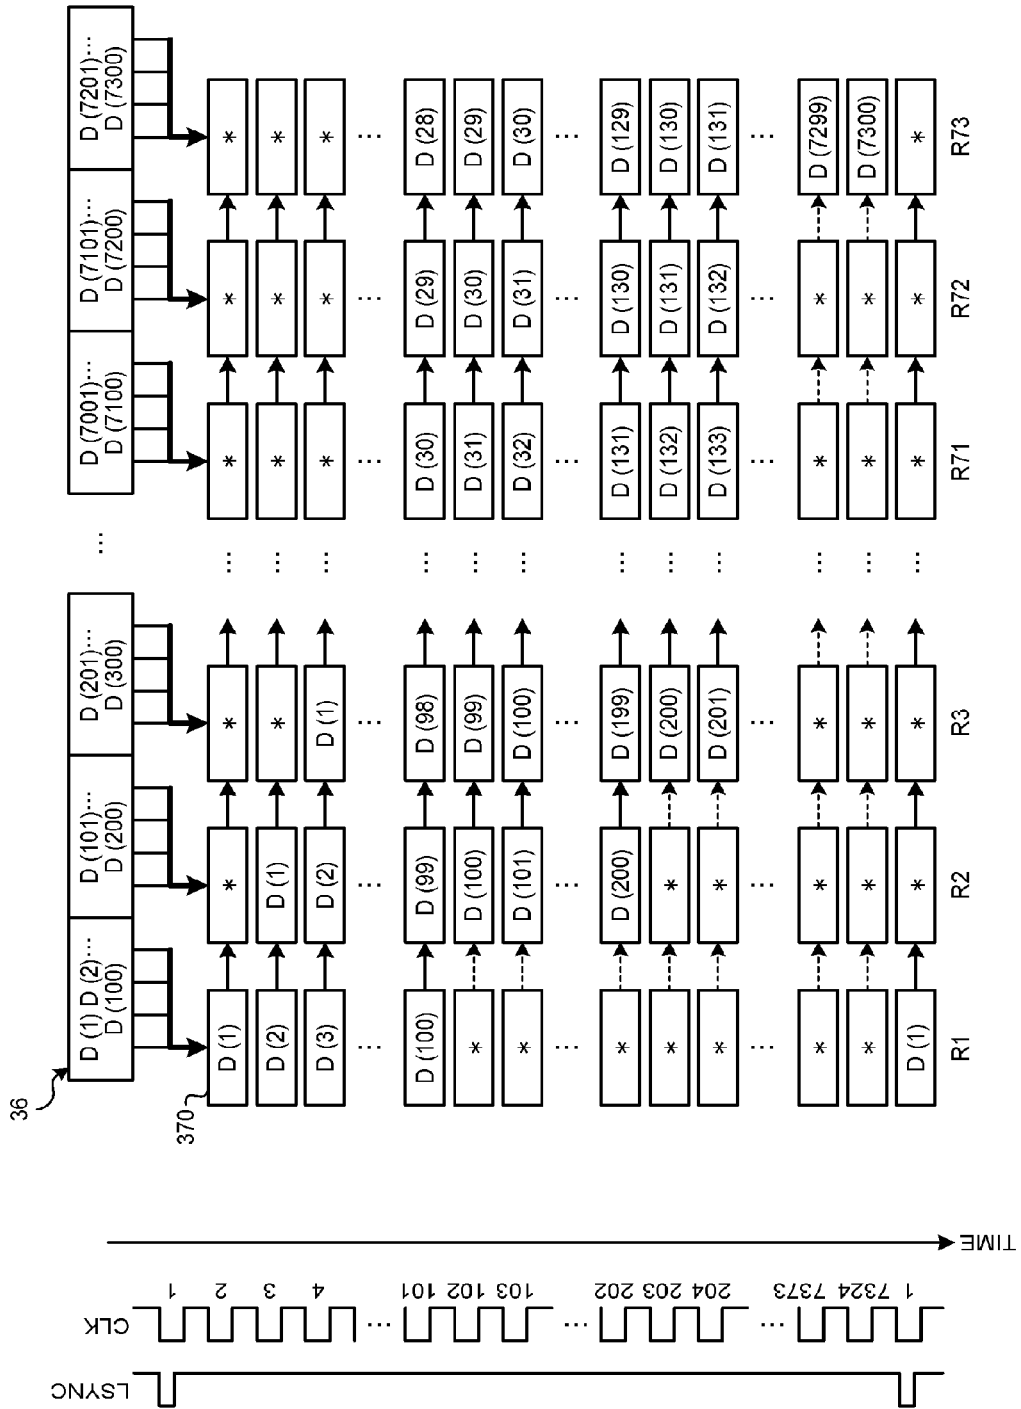 36
D (1) D (2)…
D (100)
D (101)…
D (200)
D (201)…
D (300)
…
D (7001)…
D (7100)
D (7101)…
D (7200)
D (7201)…
D (7300)
370
D (1) * * … * * *
D (2) D (1) * … * * *
D (3) D (2) D (1) … * * *
… … … … … …
D (100) D (99) D (98) … D (30) D (29) D (28)
* D (100) D (99) … D (31) D (30) D (29)
* D (101) D (100) … D (32) D (31) D (30)
… … … … … …
* D (200) D (199) … D (131) D (130) D (129)
* * D (200) … D (132) D (131) D (130)
* * D (201) … D (133) D (132) D (131)
… … … … … …
* * * … * * D (7299)
* * * … * * D (7300)
D (1) * * … * * *
R1 R2 R3 R71 R72 R73
LSYNC
CLK
1 2 3 4 … 101 102 103 … 202 203 204 … 7373 7324 1
TIME